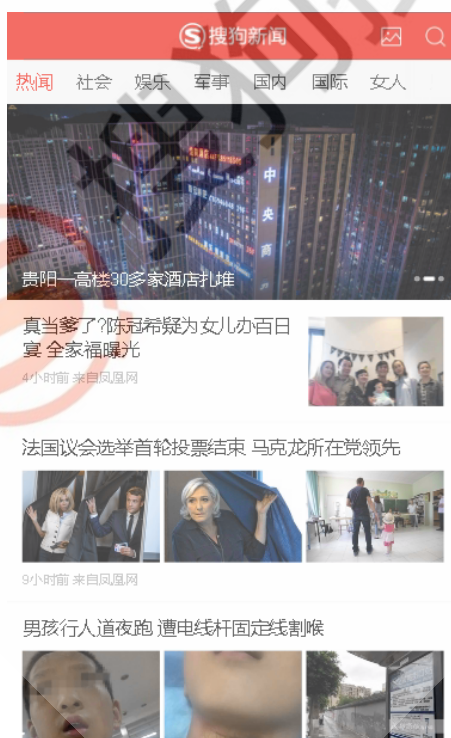 搜狗新闻
热闻 社会 娱乐 军事 国内 国际 女人
中央商
贵阳一高楼30多家酒店扎堆
真当爹了?陈冠希疑为女儿办百日
宴 全家福曝光
4小时前 来自凤凰网
法国议会选举首轮投票结束 马克龙所在党领先
9小时前 来自凤凰网
男孩行人道夜跑 遭电线杆固定线割喉